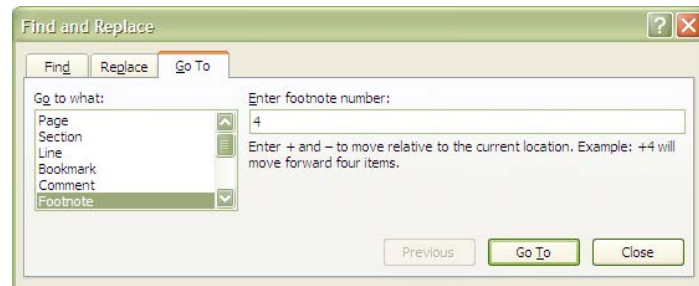 Find and Replace
Find
Replace
Go To
Go to what:
Page
Section
Line
Bookmark
Comment
Footnote
Enter footnote number:
4
Enter + and – to move relative to the current location. Example: +4 will
move forward four items.
Previous
Go To
Close